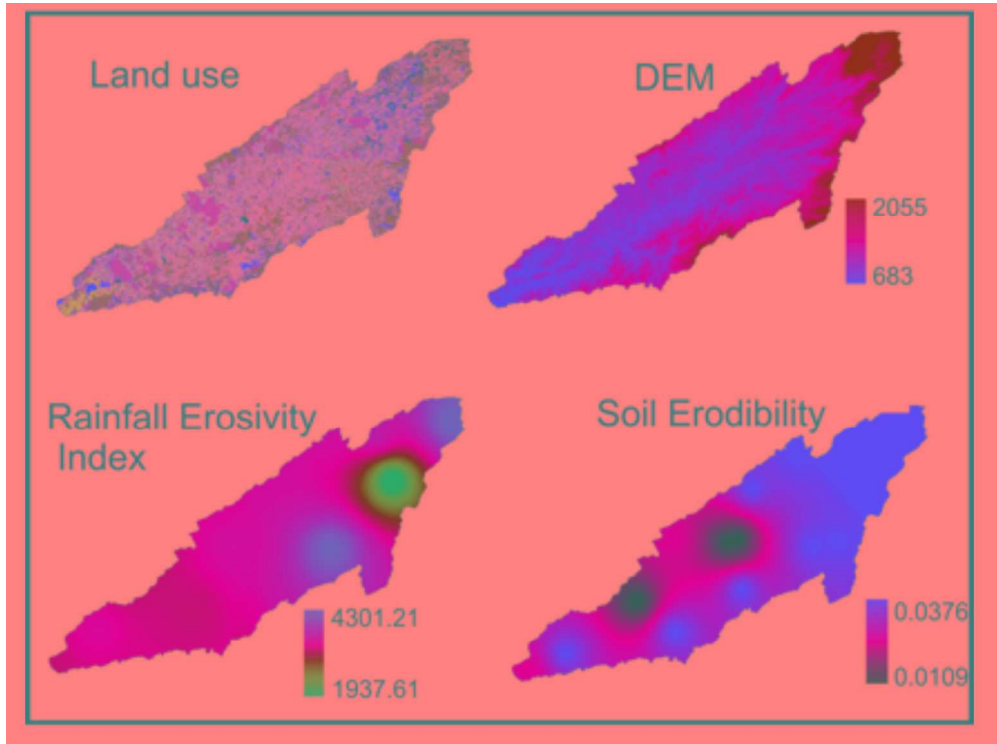 Land use
DEM
2055
683
Rainfall Erosivity
Index
4301.21
1937.61
Soil Erodibility
0.0376
0.0109